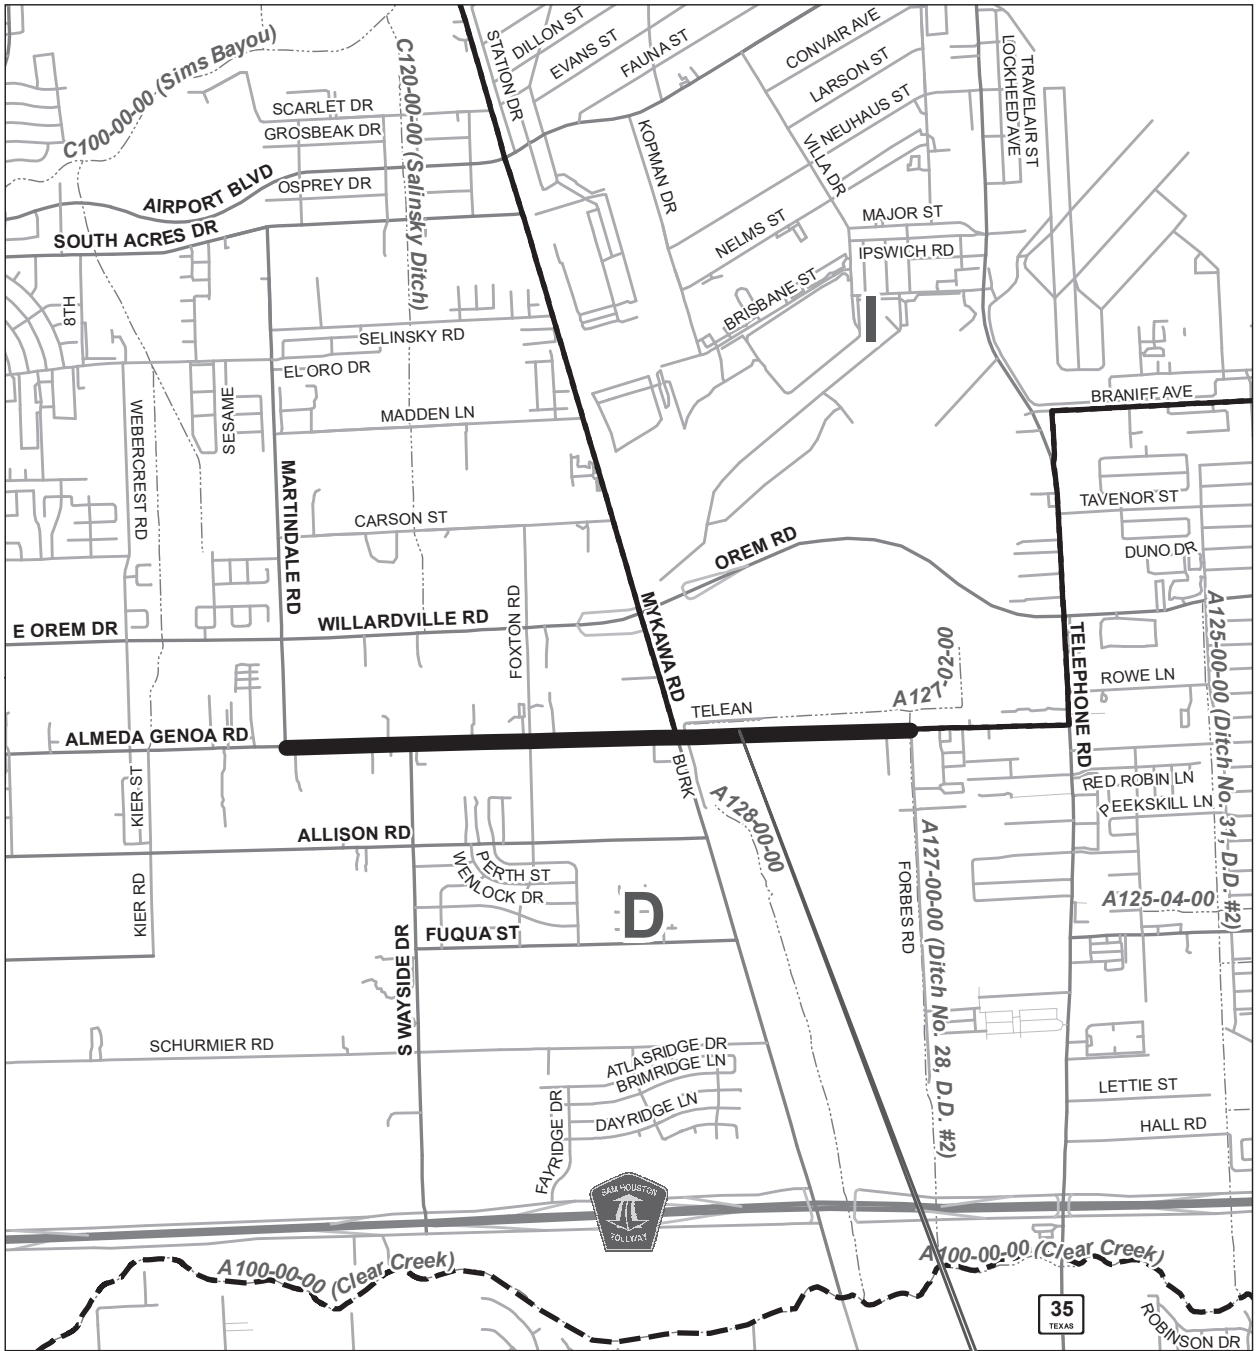 DILLON ST
EVANS ST
FAUNA ST
STATION DR
CONVAIR AVE
LARSON ST
NEUHAUS ST
LOCKHEED AVE
TRAVELAIR ST
C100-00-00 (Sims Bayou)
C120-00-00 (Salinsky Ditch)
SCARLET DR
GROSBEAK DR
AIRPORT BLVD
OSPREY DR
KOPMAN DR
VILLA DR
SOUTH ACRES DR
NELMS ST
MAJOR ST
IPSWICH RD
BRISBANE ST
I
8TH
SELINSKY RD
EL ORO DR
BRANIFF AVE
WEBERCREST RD
SESAME
MADDEN LN
MARTINDALE RD
TAVENOR ST
CARSON ST
OREM RD
DUNO DR
E OREM DR
WILLARDVILLE RD
FOXTON RD
MYKAWA RD
A127-02-00
TELEPHONE RD
ROWE LN
A125-00-00 (Ditch No. 31, D.D. #2)
TELEAN
ALMEDA GENOA RD
BURK
KIER ST
RED ROBIN LN
PEEKSKILL LN
A128-00-00
ALLISON RD
PERTH ST
WENLOCK DR
FORBES RD
A127-00-00 (Ditch No. 28, D.D. #2)
A125-04-00
KIER RD
D
FUQUA ST
S WAYSIDE DR
SCHURMIER RD
ATLASRIDGE DR
BRIMRIDGE LN
DAYRIDGE LN
FAYRIDGE DR
LETTIE ST
HALL RD
SAM HOUSTON
TOLLWAY
A100-00-00 (Clear Creek)
A100-00-00 (Clear Creek)
35
TEXAS
ROBINSON DR